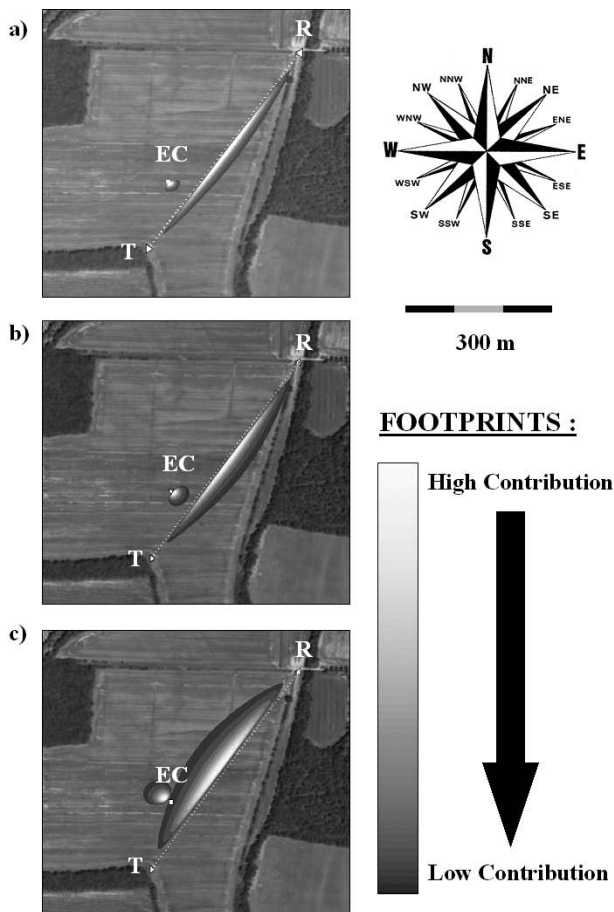 a)
R
EC
T
N
NNW
NNE
NW
NE
WNW
ENE
W
E
WSW
ESE
SW
SE
SSW
SSE
S
300 m
b)
R
EC
T
FOOTPRINTS :
High Contribution
Low Contribution
c)
R
EC
T